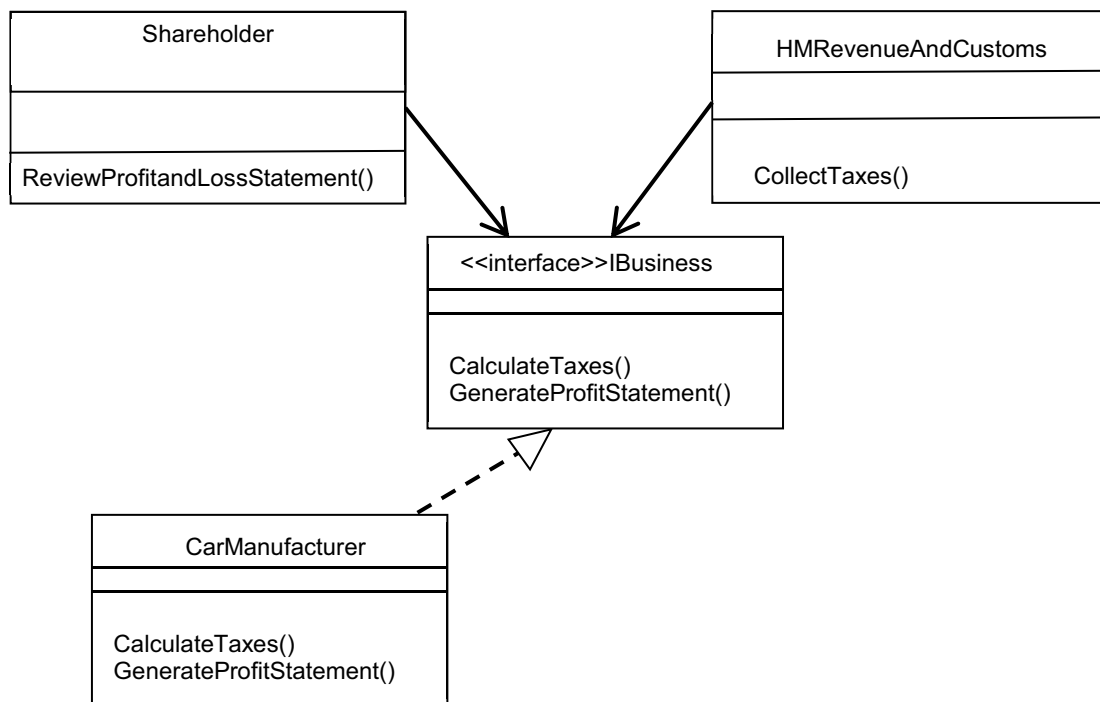 Shareholder
ReviewProfitandLossStatement()
HMRevenueAndCustoms
CollectTaxes()
<<interface>>IBusiness
CalculateTaxes()
GenerateProfitStatement()
CarManufacturer
CalculateTaxes()
GenerateProfitStatement()